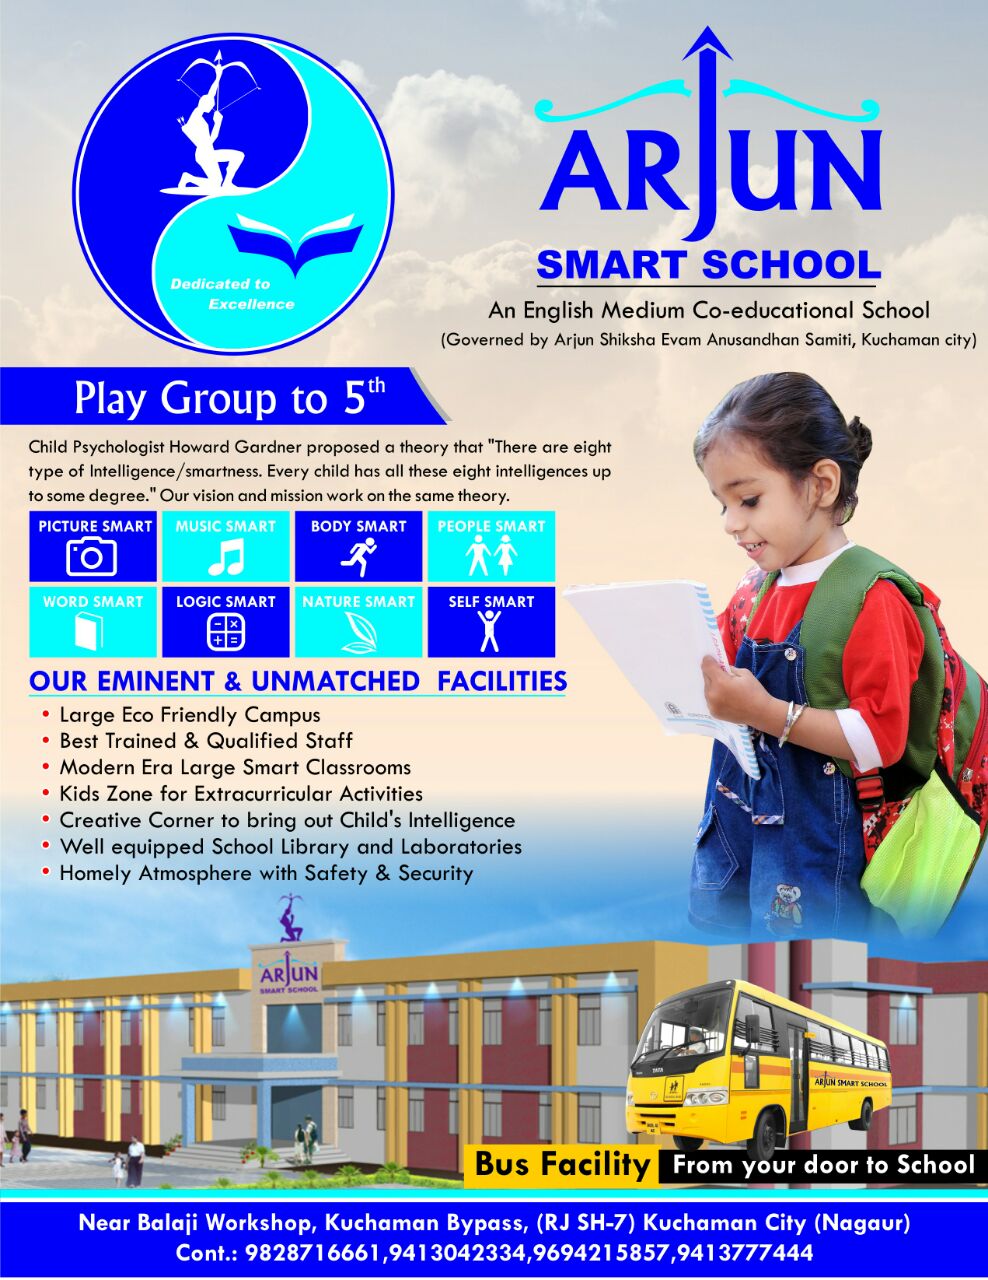 Dedicated to
Excellence
ARJUN
SMART SCHOOL
An English Medium Co-educational School
(Governed by Arjun Shiksha Evam Anusandhan Samiti, Kuchaman city)
Play Group to 5th
Child Psychologist Howard Gardner proposed a theory that "There are eight
type of Intelligence/smartness. Every child has all these eight intelligences up
to some degree." Our vision and mission work on the same theory.
PICTURE SMART
MUSIC SMART
BODY SMART
PEOPLE SMART
WORD SMART
LOGIC SMART
NATURE SMART
SELF SMART
OUR EMINENT & UNMATCHED FACILITIES
• Large Eco Friendly Campus
• Best Trained & Qualified Staff
• Modern Era Large Smart Classrooms
• Kids Zone for Extracurricular Activities
• Creative Corner to bring out Child's Intelligence
• Well equipped School Library and Laboratories
• Homely Atmosphere with Safety & Security
ARJUN
SMART SCHOOL
TATA
ARJUN SMART SCHOOL
Bus Facility
From your door to School
Near Balaji Workshop, Kuchaman Bypass, (RJ SH-7) Kuchaman City (Nagaur)
Cont.: 9828716661,9413042334,9694215857,9413777444